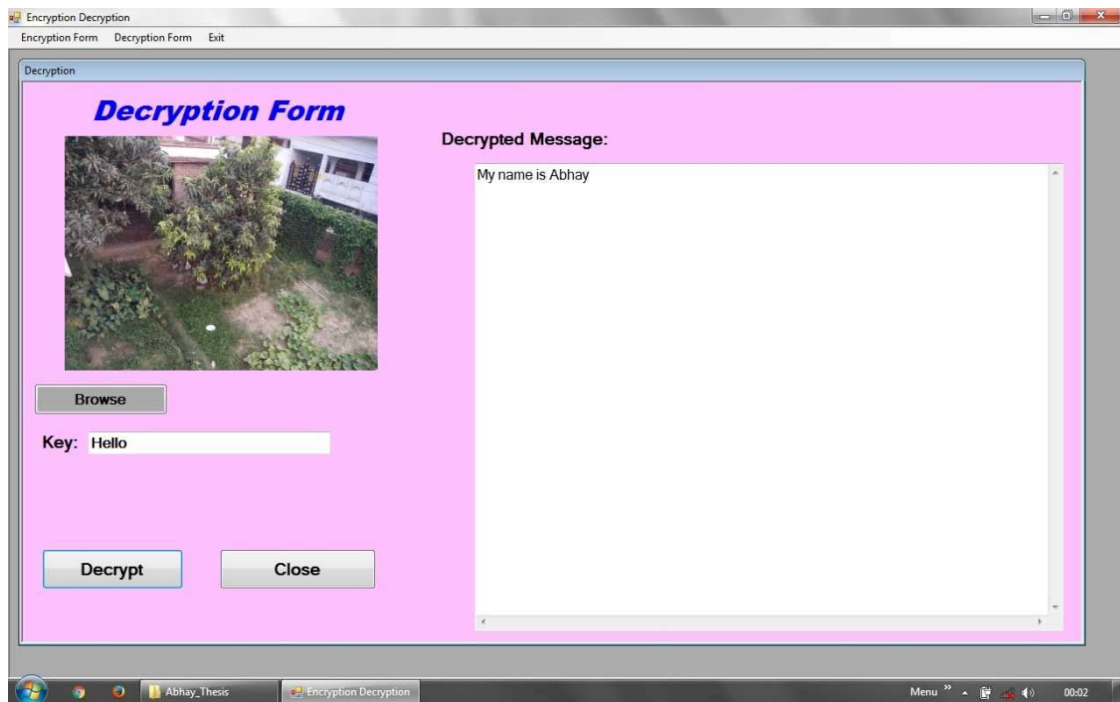 Encryption Decryption
Encryption Form Decryption Form Exit
Decryption
Decryption Form
Decrypted Message:
My name is Abhay
Browse
Key: Hello
Decrypt Close
Abhay_Thesis Encryption Decryption Menu » 00:02